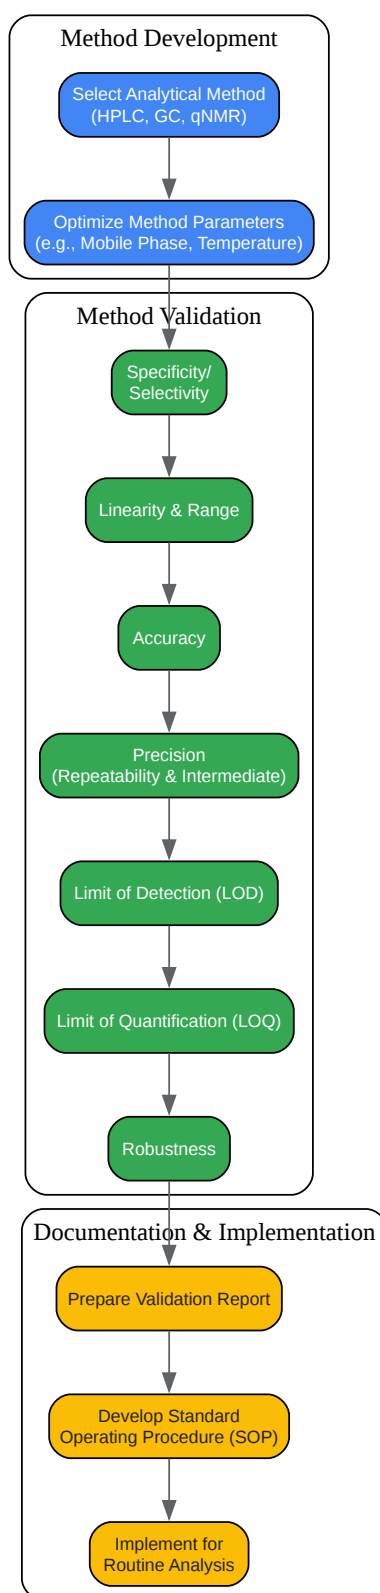 Method Development
Select Analytical Method
(HPLC, GC, qNMR)
Optimize Method Parameters
(e.g., Mobile Phase, Temperature)
Method Validation
Specificity/
Selectivity
Linearity & Range
Accuracy
Precision
(Repeatability & Intermediate)
Limit of Detection (LOD)
Limit of Quantification (LOQ)
Robustness
Documentation & Implementation
Prepare Validation Report
Develop Standard
Operating Procedure (SOP)
Implement for
Routine Analysis